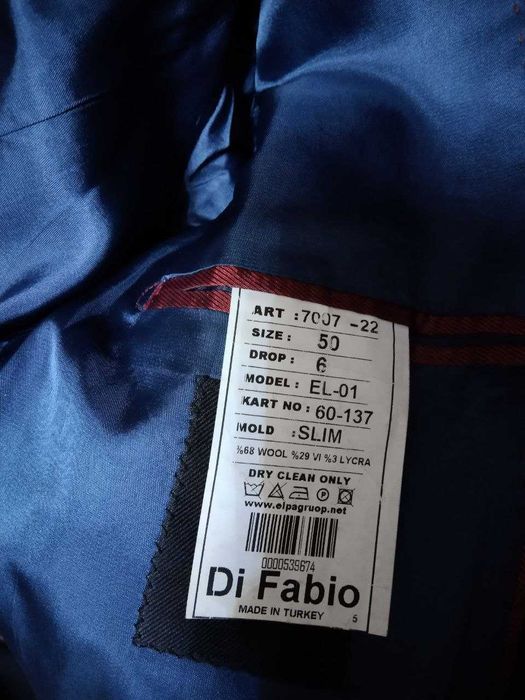 ART : 7007 -22
SIZE : 50
DROP : 6
MODEL : EL-01
KART NO : 60-137
MOLD : SLIM
%68 WOOL %29 VI %3 LYCRA
DRY CLEAN ONLY
www.elpagruop.net
0000539674
Di Fabio
MADE IN TURKEY 5